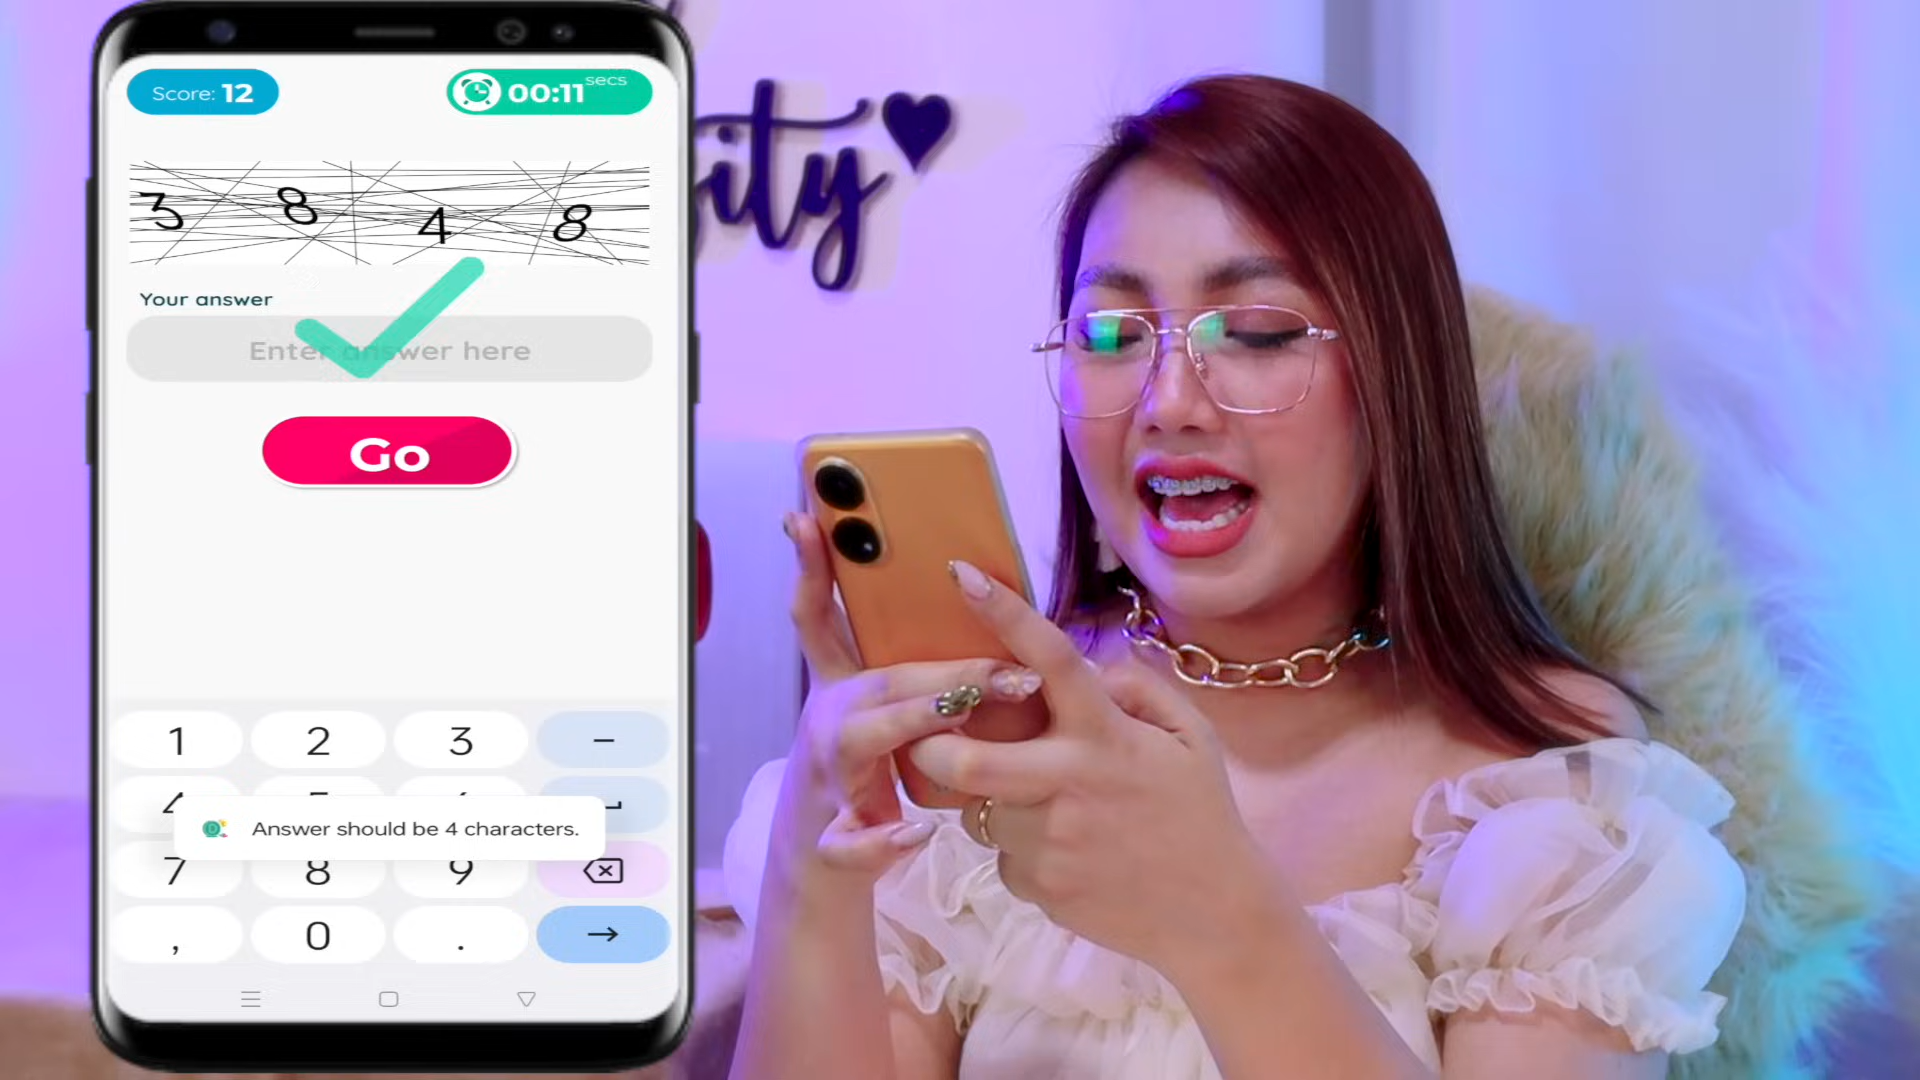 Score: 12
00:11 secs
3 8 4 8
Your answer
Enter answer here
Go
1 2 3 -
Answer should be 4 characters.
7 8 9
, 0 .
ity